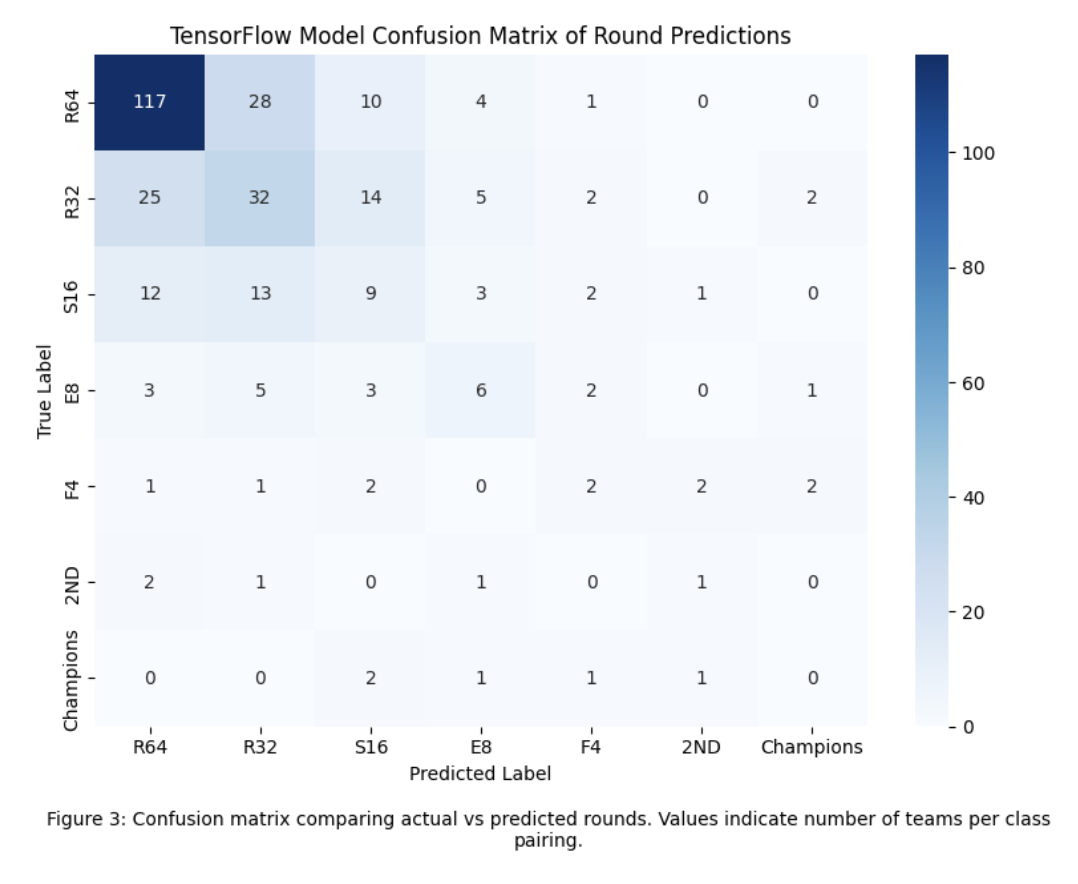 TensorFlow Model Confusion Matrix of Round Predictions
R64 117 28 10 4 1 0 0
R32 25 32 14 5 2 0 2
S16 12 13 9 3 2 1 0
E8 3 5 3 6 2 0 1
F4 1 1 2 0 2 2 2
2ND 2 1 0 1 0 1 0
Champions 0 0 2 1 1 1 0
True Label
R64 R32 S16 E8 F4 2ND Champions
Predicted Label
100
80
60
40
20
0
Figure 3: Confusion matrix comparing actual vs predicted rounds. Values indicate number of teams per class
pairing.